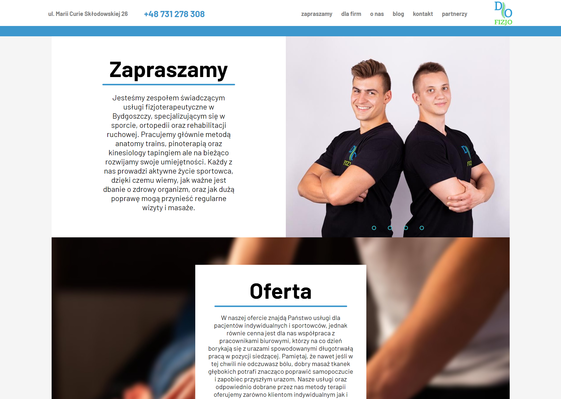 ul. Marii Curie Skłodowskiej 26
+48 731 278 308
zapraszamy dla firm o nas blog kontakt partnerzy
D O
FIZJO
Zapraszamy
Jesteśmy zespołem świadczącym
usługi fizjoterapeutyczne w
Bydgoszczy, specjalizującym się w
sporcie, ortopedii oraz rehabilitacji
ruchowej. Pracujemy głównie metodą
anatomy trains, pinoterapią oraz
kinesiology tapingiem ale na bieżąco
rozwijamy swoje umiejętności. Każdy z
nas prowadzi aktywne życie sportowca,
dzięki czemu wiemy, jak ważne jest
dbanie o zdrowy organizm, oraz jak dużą
poprawę mogą przynieść regularne
wizyty i masaże.
Oferta
W naszej ofercie znajdą Państwo usługi dla
pacjentów indywidualnych i sportowców, jednak
równie cenna jest dla nas współpraca z
pracownikami biurowymi, którzy na co dzień
borykają się z urazami spowodowanymi długotrwałą
pracą w pozycji siedzącej. Pamiętaj, że nawet jeśli w
tej chwili nie odczuwasz bólu, dobry masaż tkanek
głębokich potrafi znacząco poprawić samopoczucie
i zapobiec przyszłym urazom. Nasze usługi oraz
odpowiednio dobrane przez nas metody terapii
oferujemy zarówno klientom indywidualnym jak i